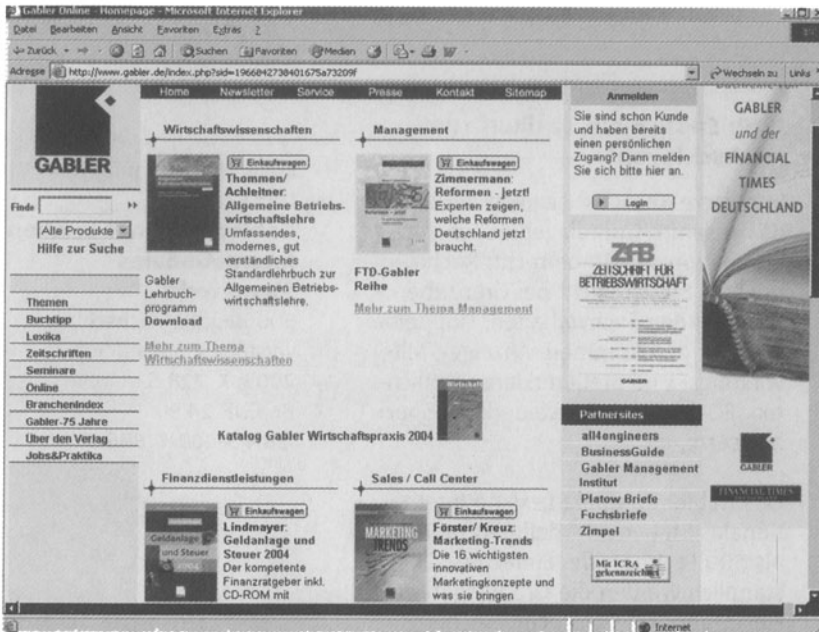 Gabler Online - Homepage - Microsoft Internet Explorer
Datei Bearbeiten Ansicht Favoriten Extras ?
Zurück Suchen Favoriten Medien
Adresse http://www.gabler.de/index.php?sid=1966042738401675a73209f Wechseln zu Links
Home Newsletter Service Presse Kontakt Sitemap
GABLER
Finde
Alle Produkte
Hilfe zur Suche
Themen
Buchtipp
Lexika
Zeitschriften
Seminare
Online
Branchenindex
Gabler-75 Jahre
Über den Verlag
Jobs&Praktika
Wirtschaftswissenschaften
Einkaufswagen
Thommen/
Achleitner:
Allgemeine Betriebs-
wirtschaftslehre
Umfassendes,
modernes, gut
verständliches
Standardlehrbuch zur
Allgemeinen Betriebs-
wirtschaftslehre.
Gabler
Lehrbuch-
programm
Download
Mehr zum Thema
Wirtschaftswissenschaften
Management
Einkaufswagen
Zimmermann:
Reformen - jetzt!
Experten zeigen,
welche Reformen
Deutschland jetzt
braucht.
FTD-Gabler
Reihe
Mehr zum Thema Management
Katalog Gabler Wirtschaftspraxis 2004
Wirtschaft
Finanzdienstleistungen
Einkaufswagen
Geldanlage
und Steuer
2004
Lindmayer:
Geldanlage und
Steuer 2004
Der kompetente
Finanzratgeber inkl.
CD-ROM mit
Sales / Call Center
Einkaufswagen
MARKETING
TRENDS
Förster/ Kreuz:
Marketing-Trends
Die 16 wichtigsten
innovativen
Marketingkonzepte und
was sie bringen
Anmelden
Sie sind schon Kunde
und haben bereits
einen persönlichen
Zugang? Dann melden
Sie sich bitte hier an.
Login
ZFB
ZEITSCHRIFT FÜR
BETRIEBSWIRTSCHAFT
GABLER
Partnersites
all4engineers
BusinessGuide
Gabler Management
Institut
Platow Briefe
Fuchsbriefe
Zimpel
Mit ICRA
gekennzeichnet
GABLER
und der
FINANCIAL
TIMES
DEUTSCHLAND
GABLER
FINANCIAL TIMES
Internet